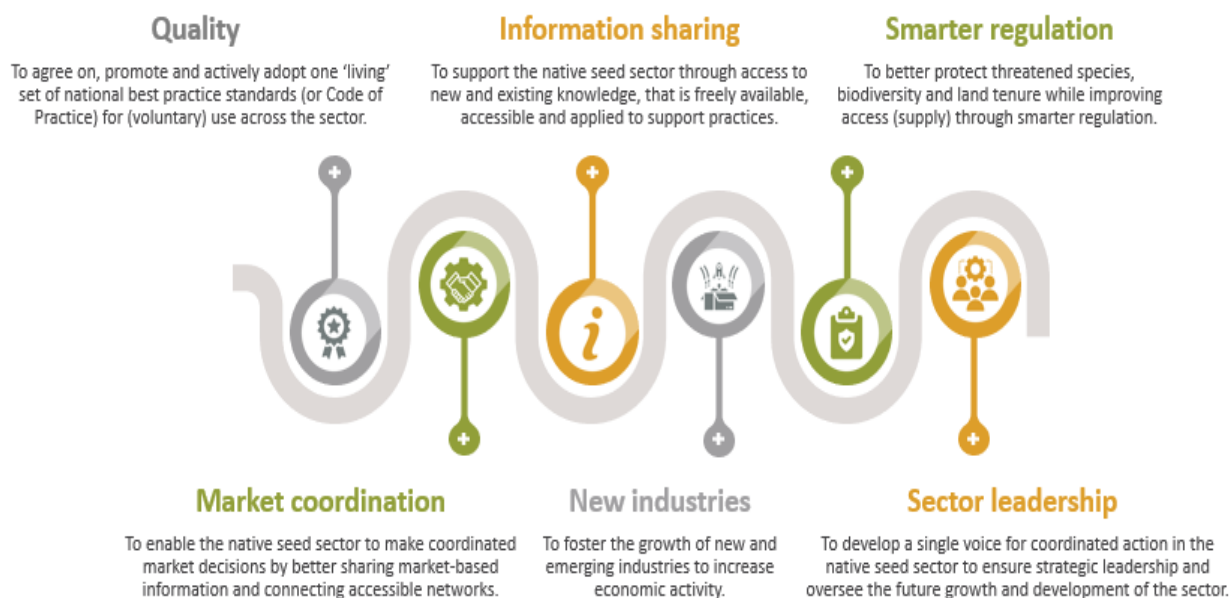 Quality
To agree on, promote and actively adopt one ‘living’
set of national best practice standards (or Code of
Practice) for (voluntary) use across the sector.
Information sharing
To support the native seed sector through access to
new and existing knowledge, that is freely available,
accessible and applied to support practices.
Smarter regulation
To better protect threatened species,
biodiversity and land tenure while improving
access (supply) through smarter regulation.
Market coordination
To enable the native seed sector to make coordinated
market decisions by better sharing market-based
information and connecting accessible networks.
New industries
To foster the growth of new and
emerging industries to increase
economic activity.
Sector leadership
To develop a single voice for coordinated action in the
native seed sector to ensure strategic leadership and
oversee the future growth and development of the sector.